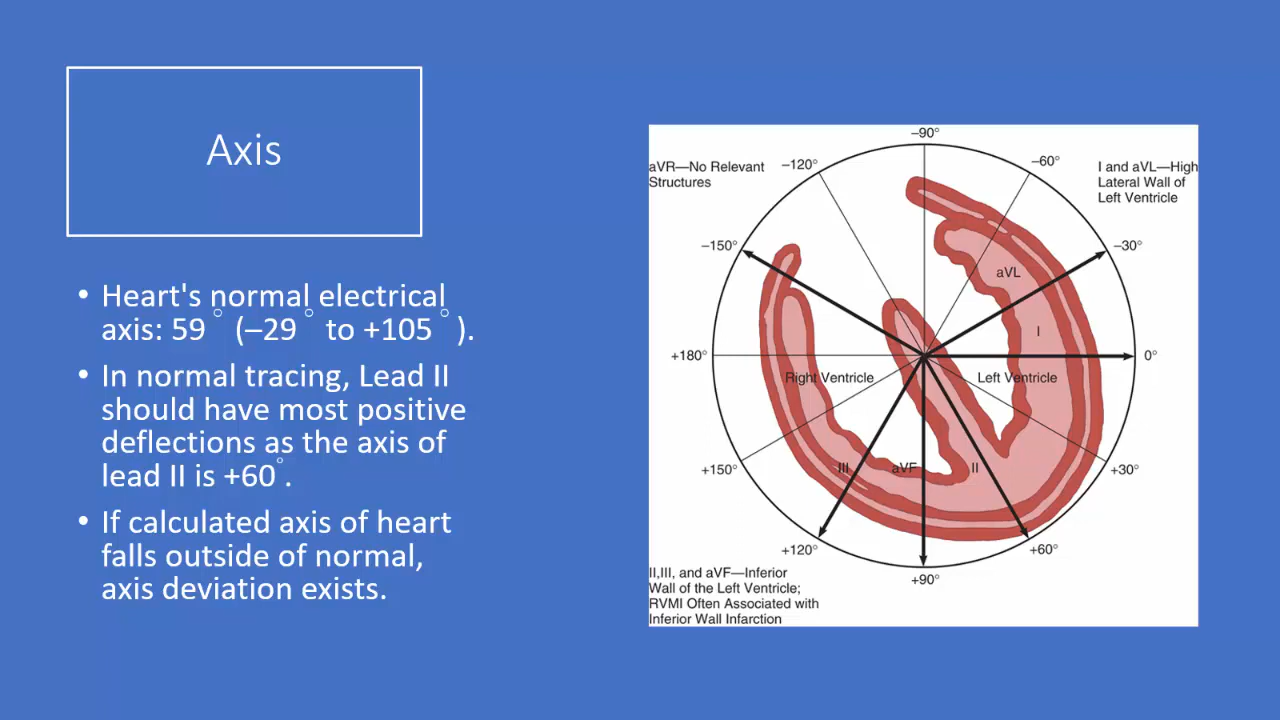 Axis
• Heart's normal electrical
axis: 59° (–29° to +105°).
• In normal tracing, Lead II
should have most positive
deflections as the axis of
lead II is +60°.
• If calculated axis of heart
falls outside of normal,
axis deviation exists.
–90°
aVR—No Relevant
Structures
–120°
–60°
I and aVL—High
Lateral Wall of
Left Ventricle
–150°
–30°
aVL
I
+180°
0°
Right Ventricle
Left Ventricle
+150°
III
aVF
II
+30°
+120°
+60°
+90°
II,III, and aVF—Inferior
Wall of the Left Ventricle;
RVMI Often Associated with
Inferior Wall Infarction